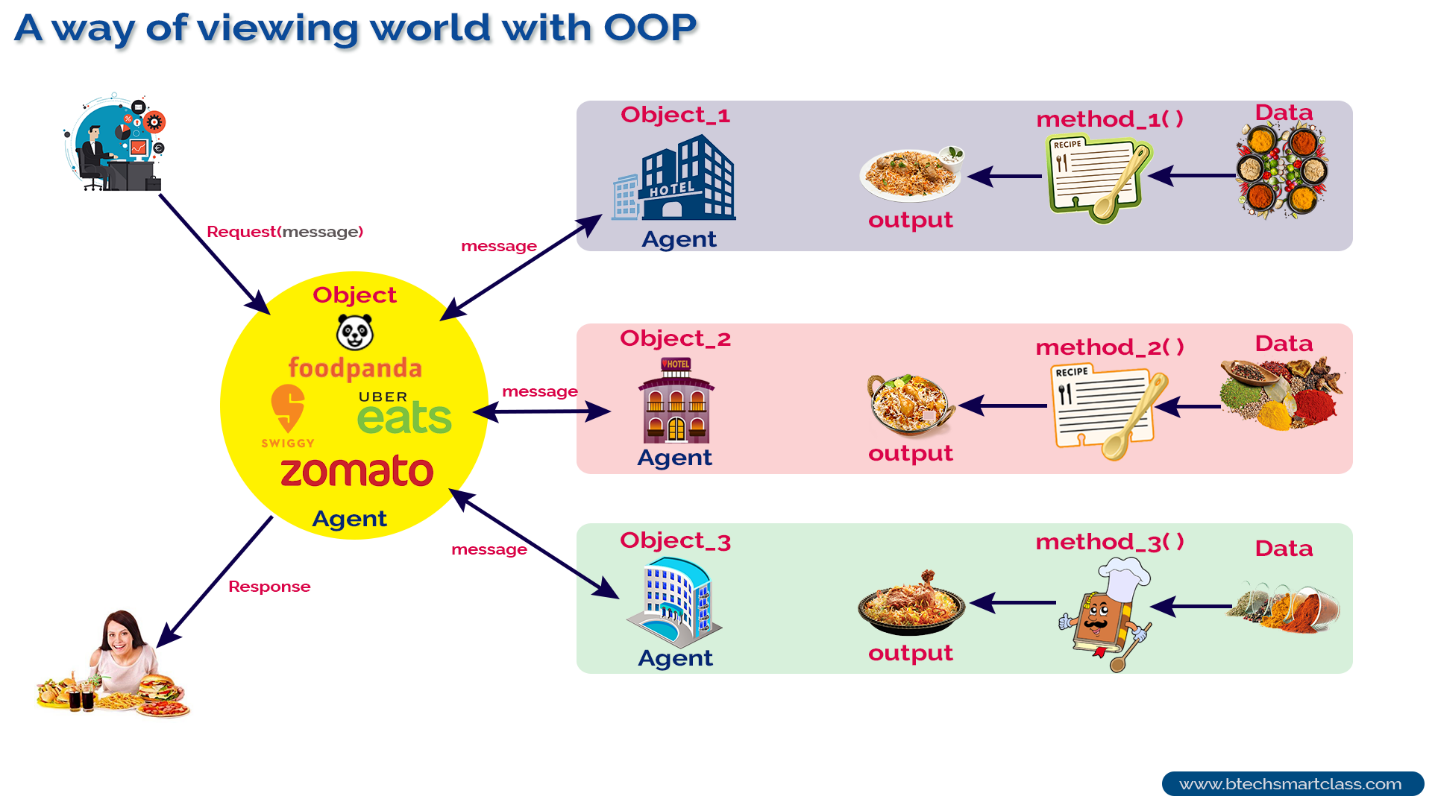 A way of viewing world with OOP
Request(message)
Object
foodpanda
SWIGGY
UBER
eats
zomato
Agent
Response
message
message
message
Object_1
HOTEL
Agent
output
method_1( )
RECIPE
Data
Object_2
HOTEL
Agent
output
method_2( )
RECIPE
Data
Object_3
Agent
output
method_3( )
Data
www.btechsmartclass.com